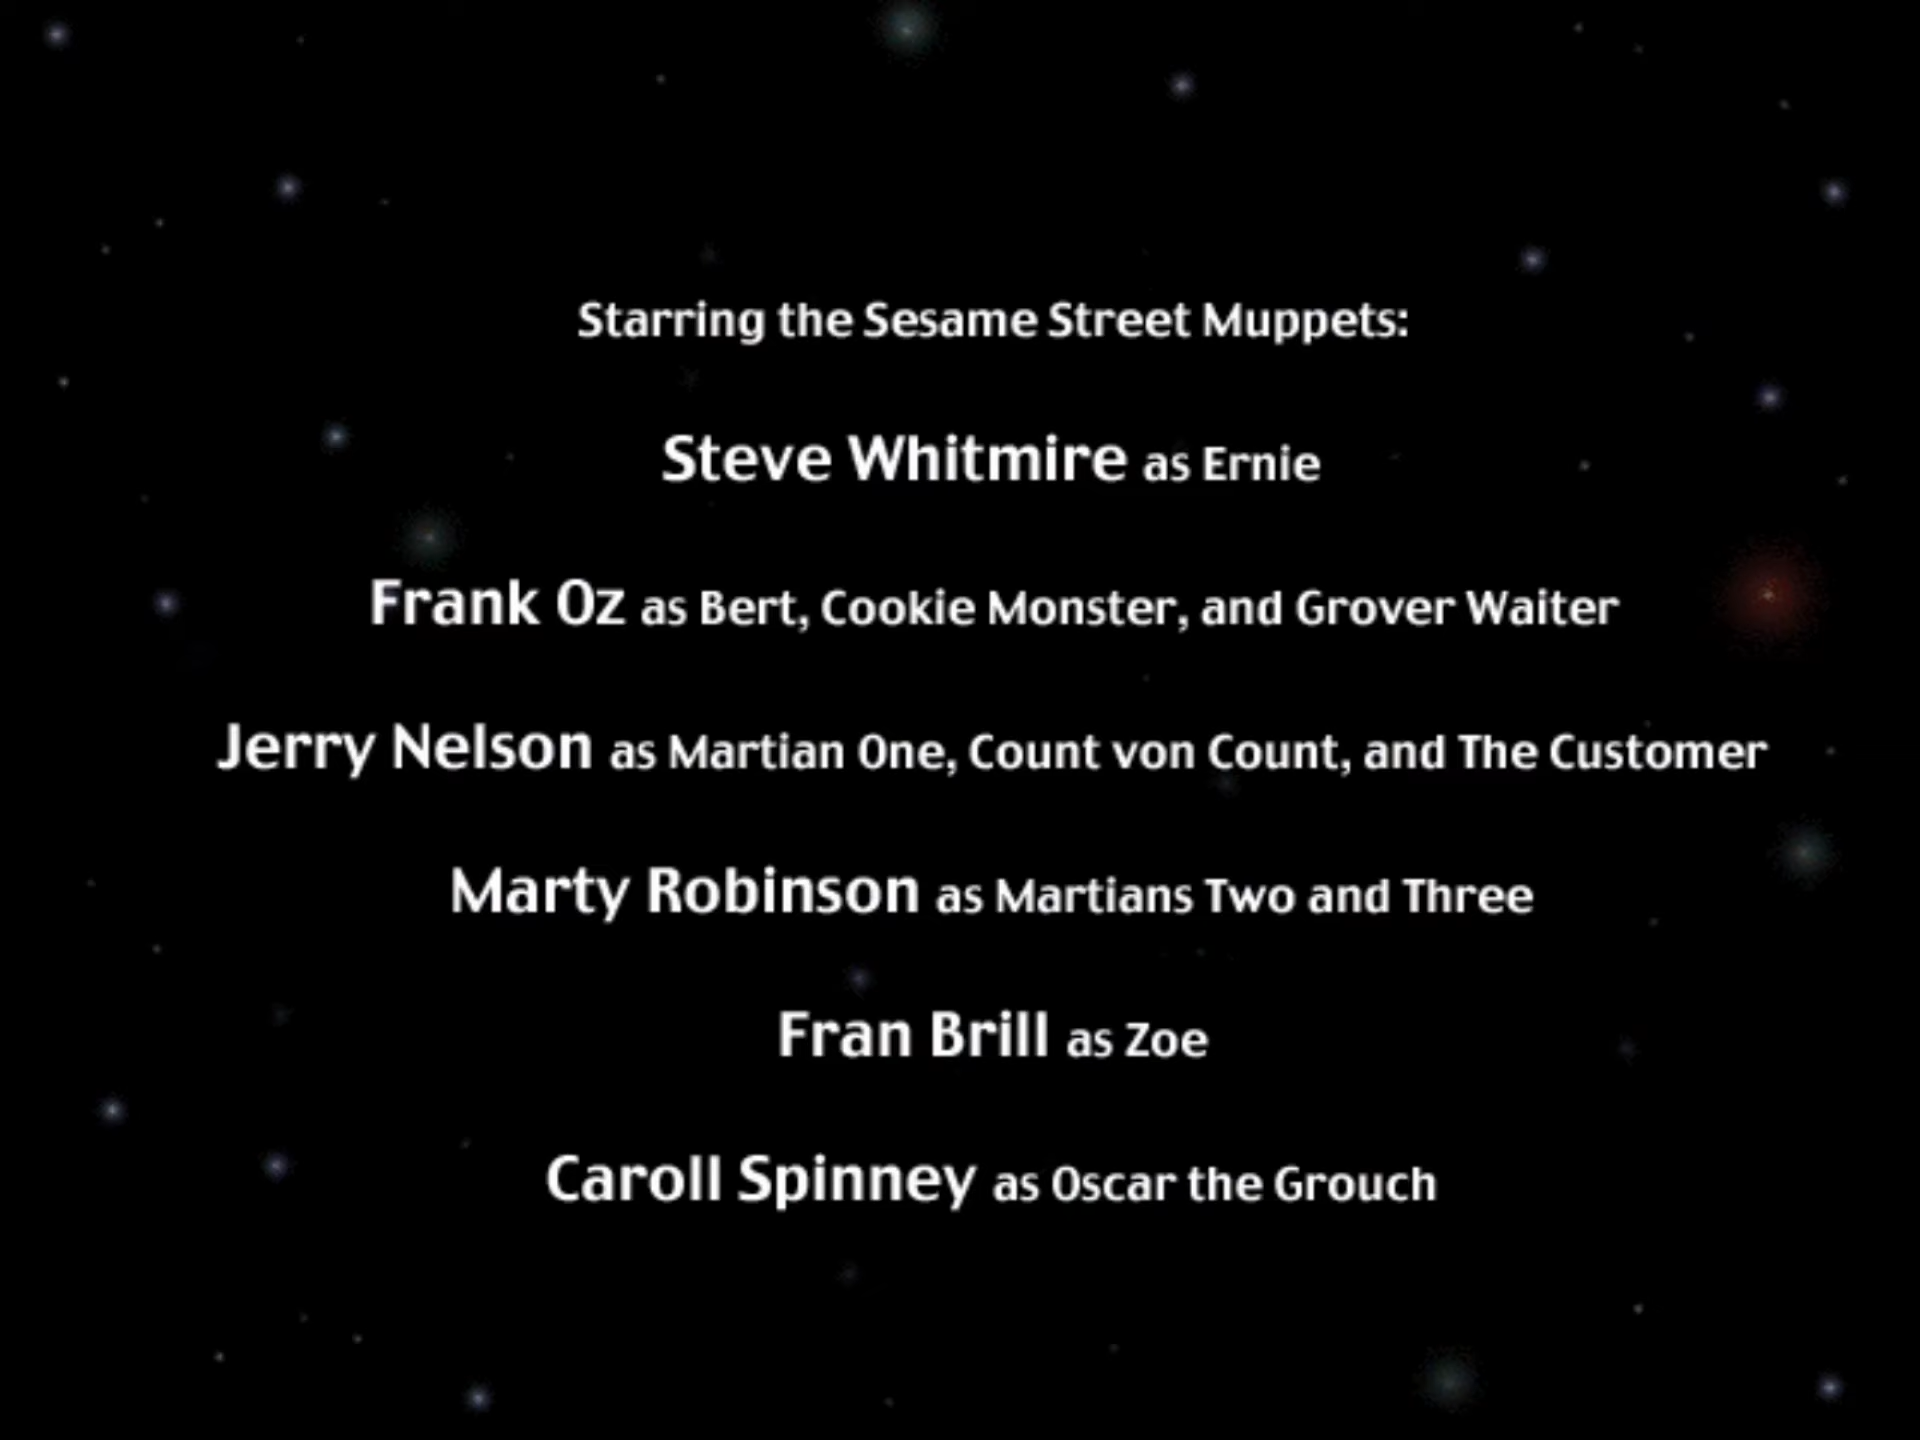 Starring the Sesame Street Muppets:
Steve Whitmire as Ernie
Frank Oz as Bert, Cookie Monster, and Grover Waiter
Jerry Nelson as Martian One, Count von Count, and The Customer
Marty Robinson as Martians Two and Three
Fran Brill as Zoe
Caroll Spinney as Oscar the Grouch